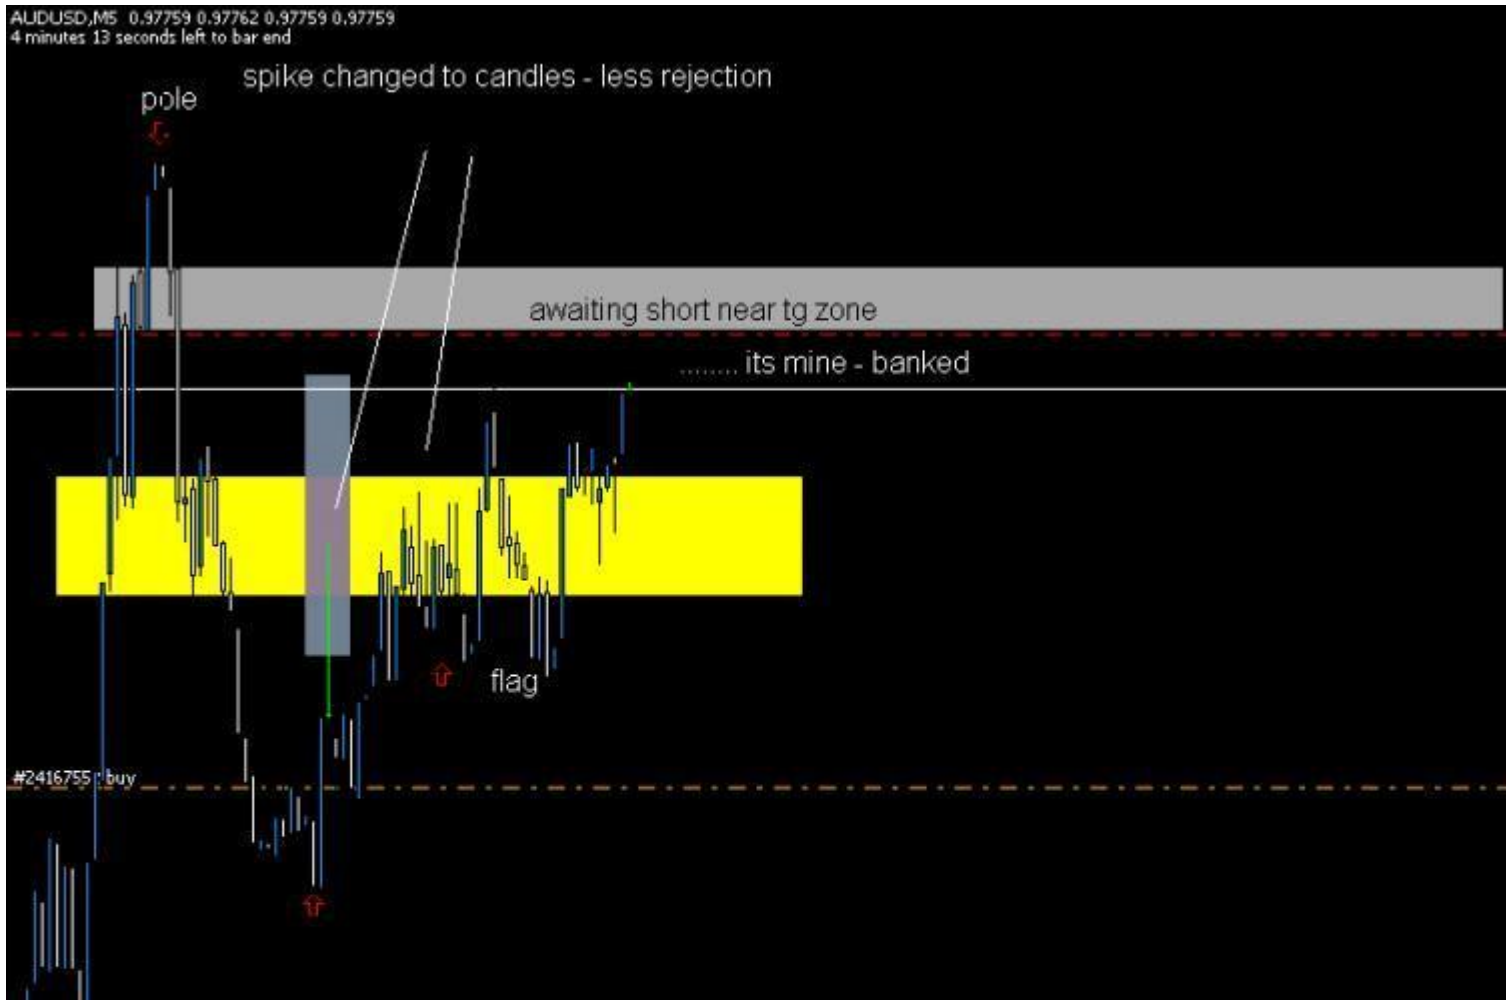 AUDUSD,M5 0.97759 0.97762 0.97759 0.97759
4 minutes 13 seconds left to bar end
spike changed to candles - less rejection
pole
awaiting short near tg zone
........ its mine - banked
flag
#2416755 buy